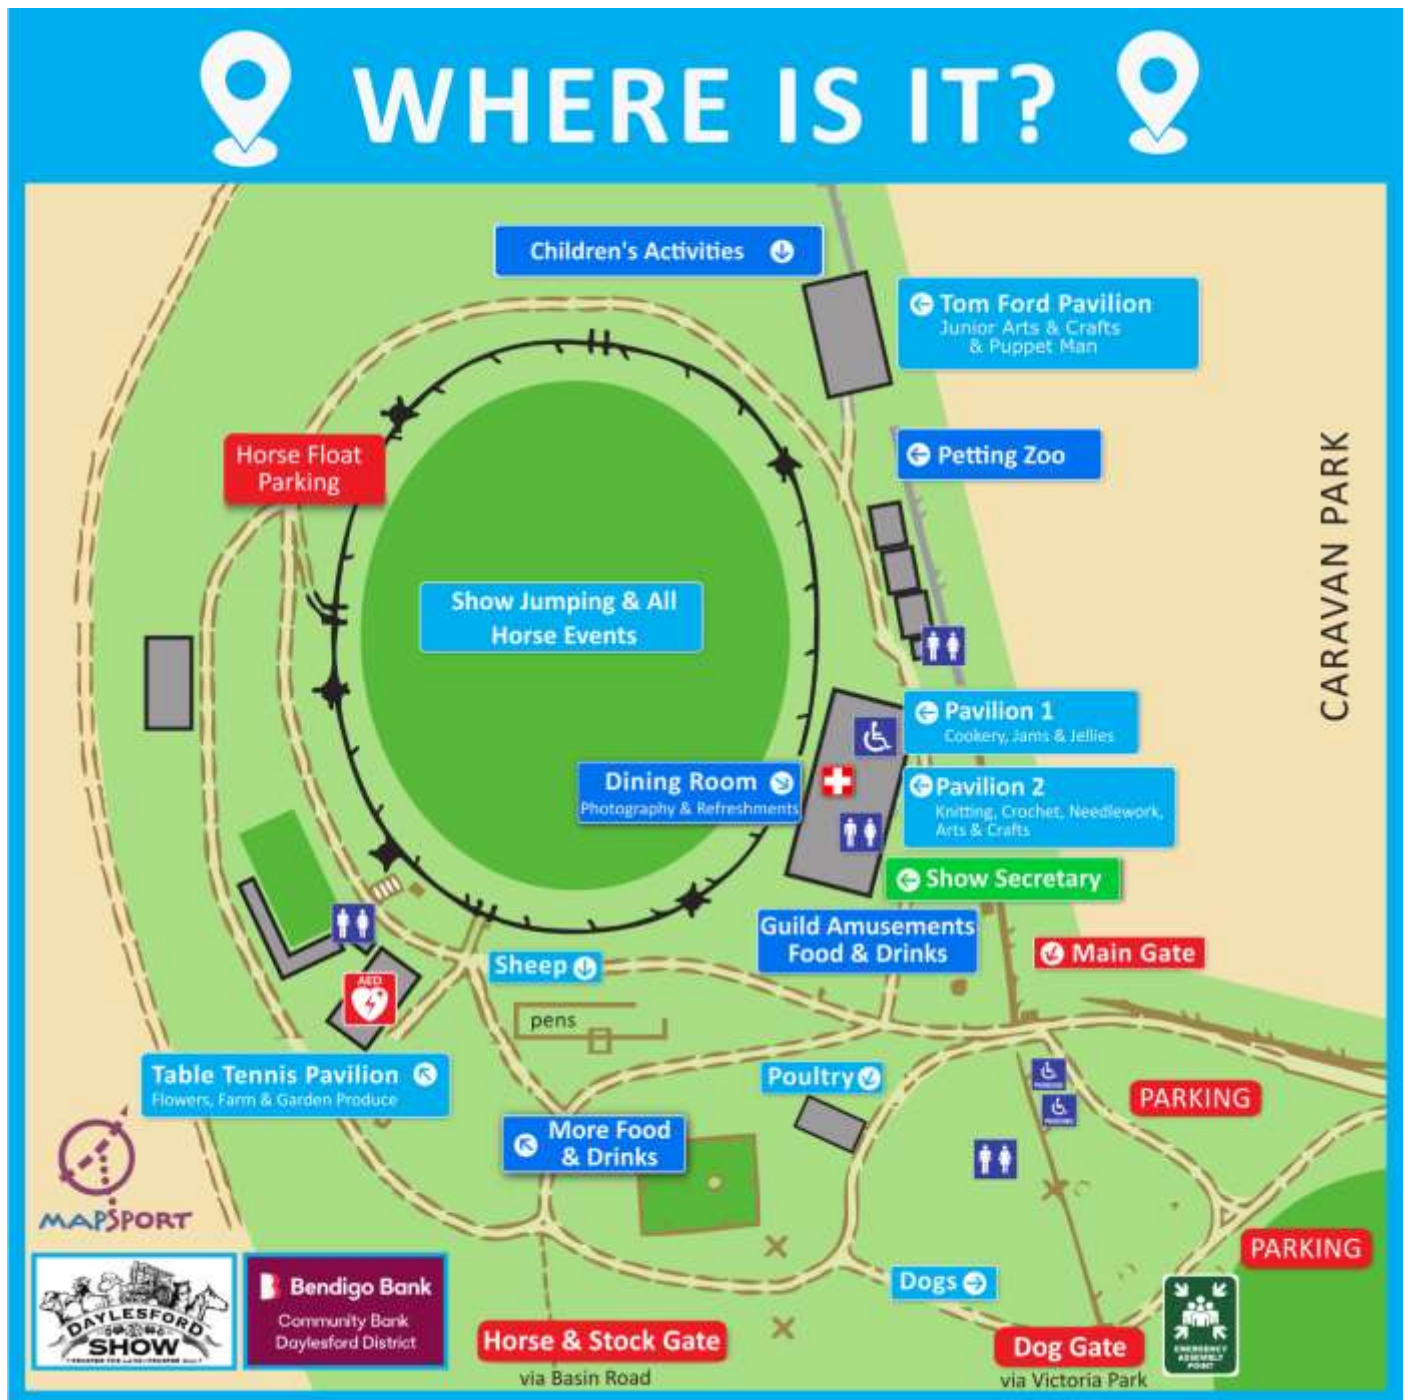 WHERE IS IT?
Children's Activities
Tom Ford Pavilion
Junior Arts & Crafts
& Puppet Man
Horse Float
Parking
Petting Zoo
CARAVAN PARK
Show Jumping & All
Horse Events
Pavilion 1
Cookery, Jams & Jellies
Dining Room
Photography & Refreshments
Pavilion 2
Knitting, Crochet, Needlework,
Arts & Crafts
Show Secretary
Guild Amusements
Food & Drinks
Main Gate
Sheep
AED
pens
Table Tennis Pavilion
Flowers, Farm & Garden Produce
Poultry
PARKING
More Food
& Drinks
MAPSPORT
PARKING
Dogs
DAYLESFORD
SHOW
Bendigo Bank
Community Bank
Daylesford District
Horse & Stock Gate
via Basin Road
Dog Gate
via Victoria Park
EMERGENCY
ASSEMBLY
POINT